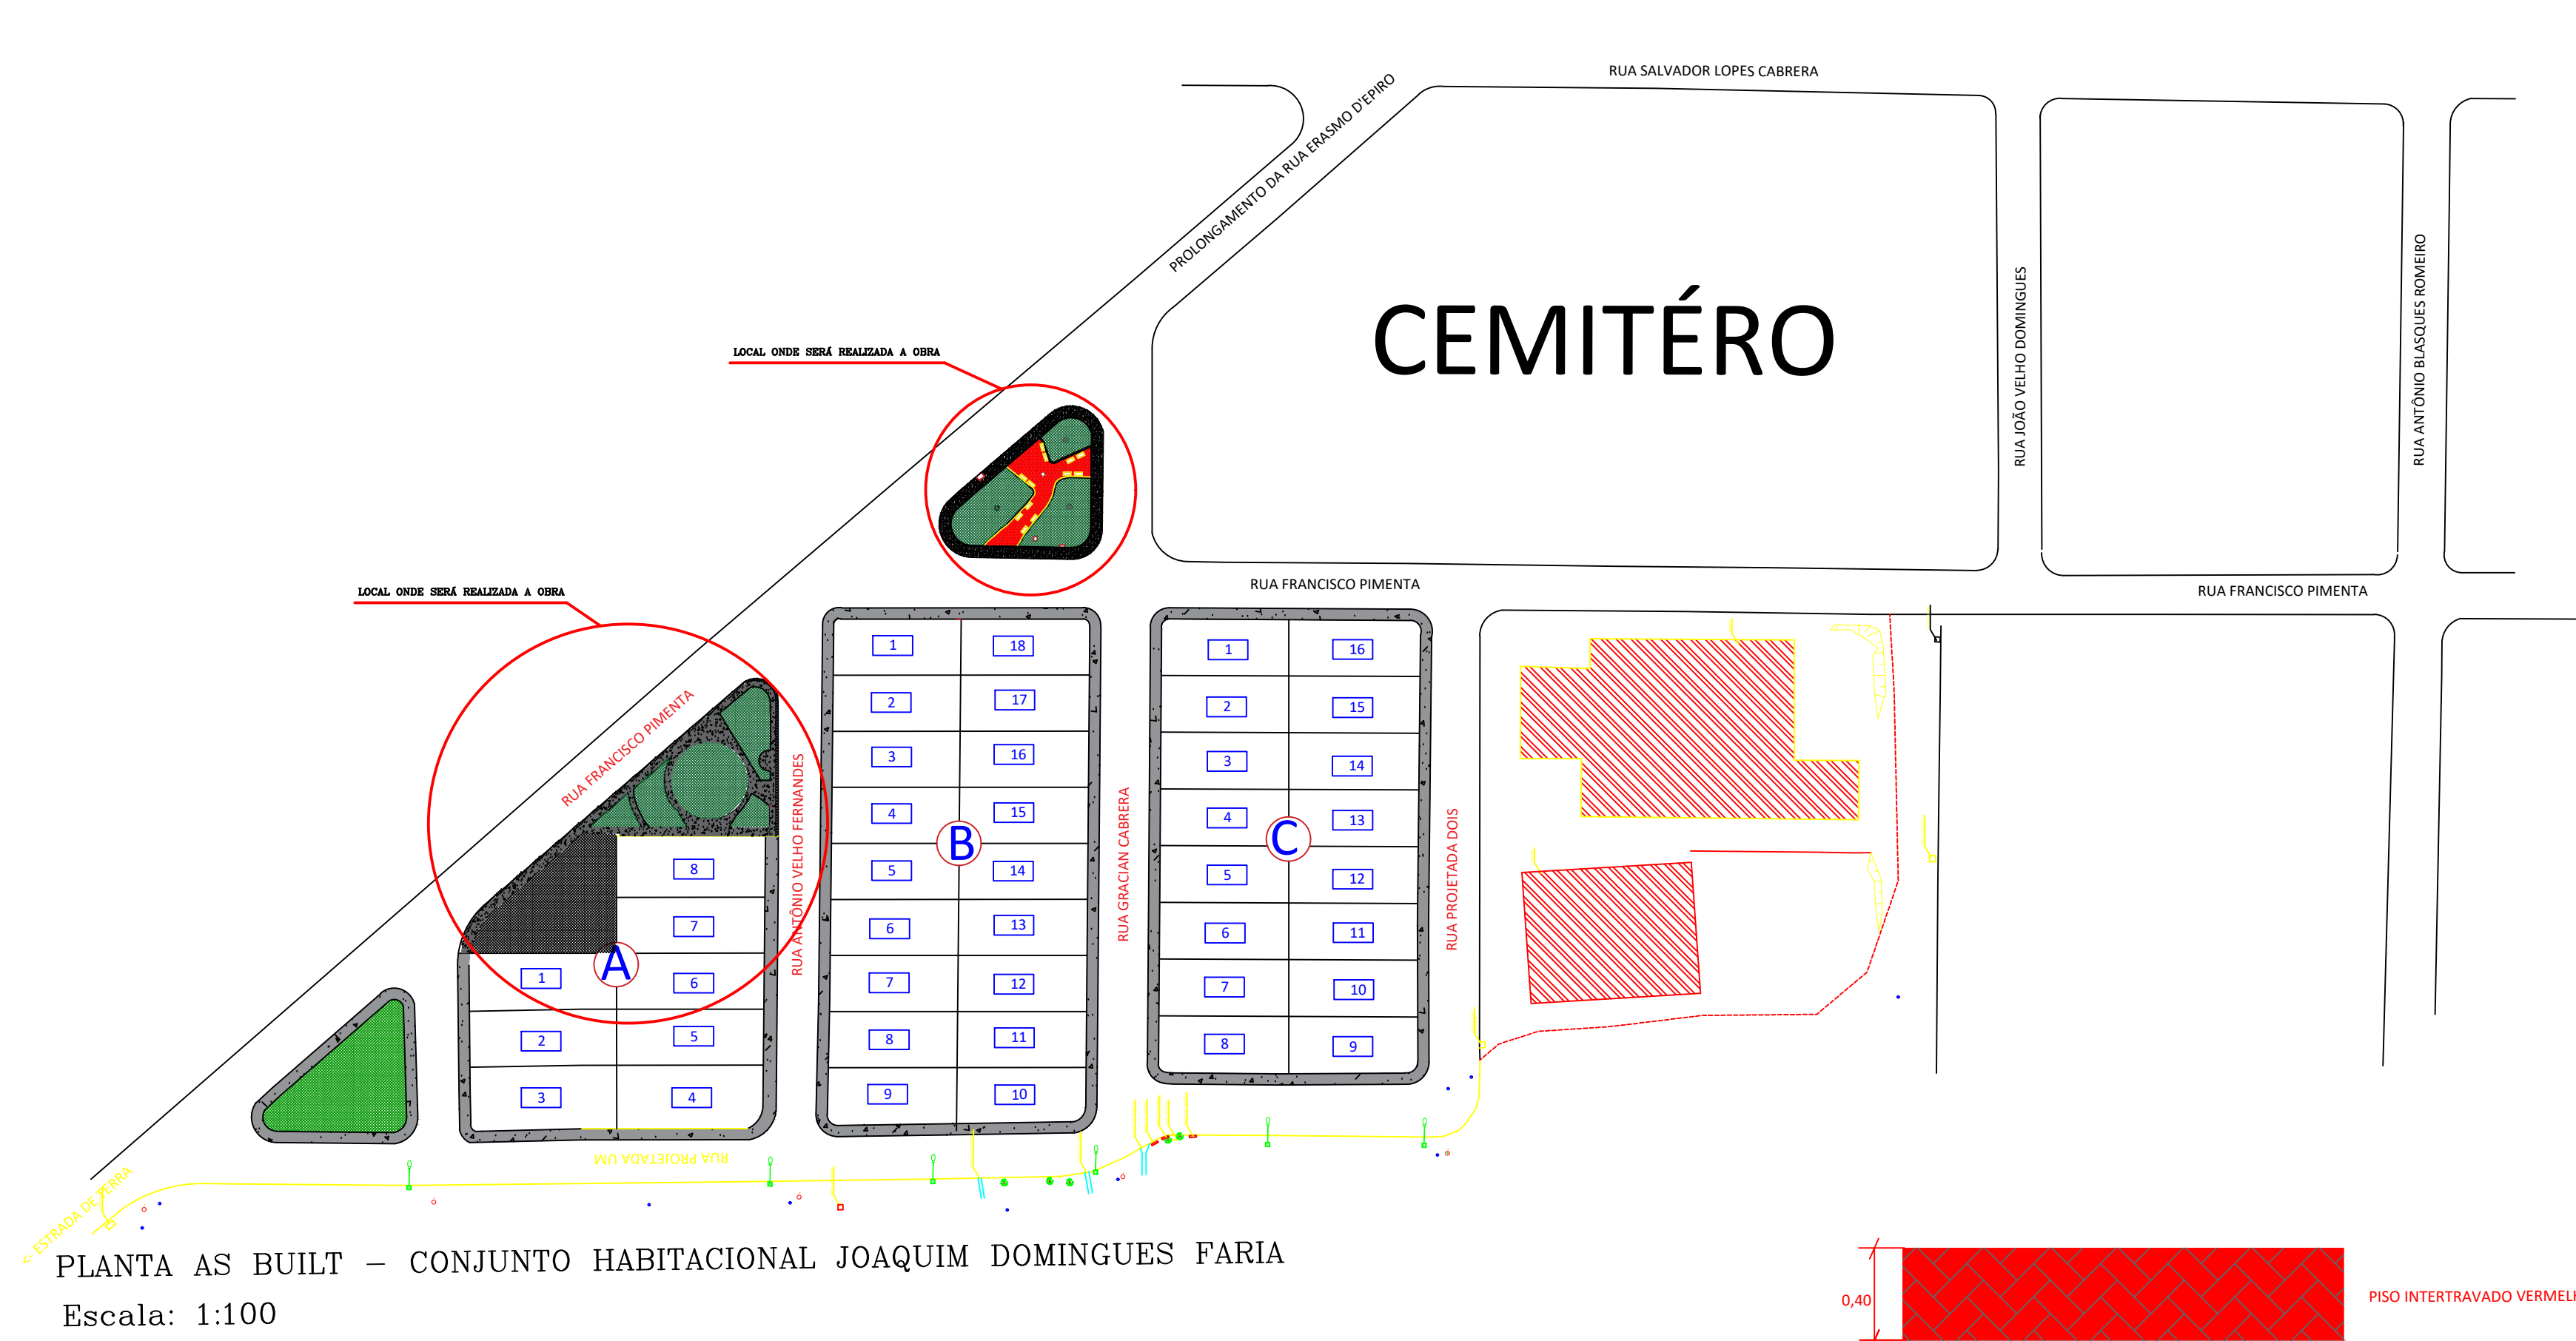 RUA SALVADOR LOPES CABRERA
PROLONGAMENTO DA RUA ERASMO D'EPIRO
CEMITÉRO
RUA JOÃO VELHO DOMINGUES
RUA ANTÔNIO BLASQUES ROMEIRO
LOCAL ONDE SERÁ REALIZADA A OBRA
LOCAL ONDE SERÁ REALIZADA A OBRA
RUA FRANCISCO PIMENTA
RUA FRANCISCO PIMENTA
RUA FRANCISCO PIMENTA
RUA ANTÔNIO VELHO FERNANDES
RUA GRACIAN CABRERA
RUA PROJETADA DOIS
A
8
7
1
6
2
5
3
4
B
1
18
2
17
3
16
4
15
5
14
6
13
7
12
8
11
9
10
C
1
16
2
15
3
14
4
13
5
12
6
11
7
10
8
9
RUA PROJETADA UM
<- ESTRADA DE TERRA
PLANTA AS BUILT – CONJUNTO HABITACIONAL JOAQUIM DOMINGUES FARIA
Escala: 1:100
0,40
PISO INTERTRAVADO